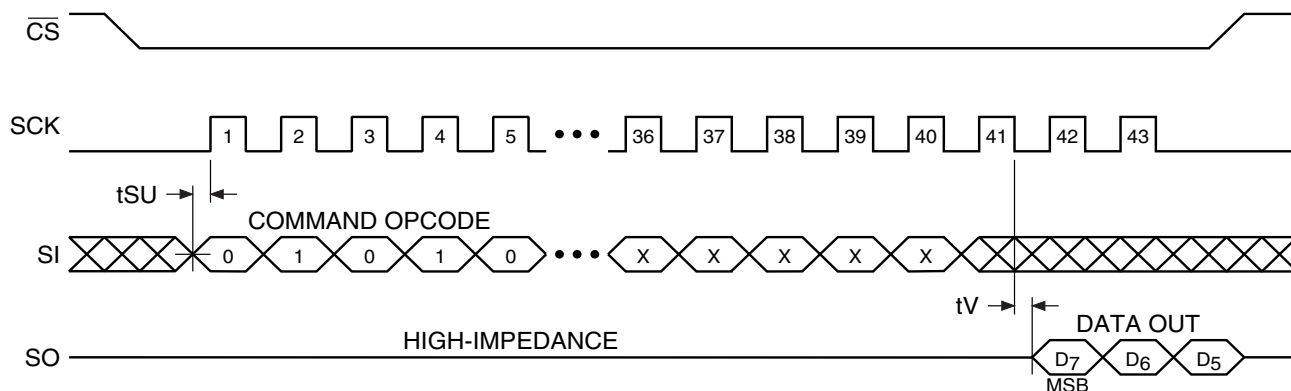 CS
SCK
1 2 3 4 5 ••• 36 37 38 39 40 41 42 43
tSU
COMMAND OPCODE
SI
0 1 0 1 0 ••• X X X X X
tV
HIGH-IMPEDANCE
DATA OUT
SO
D7 D6 D5
MSB